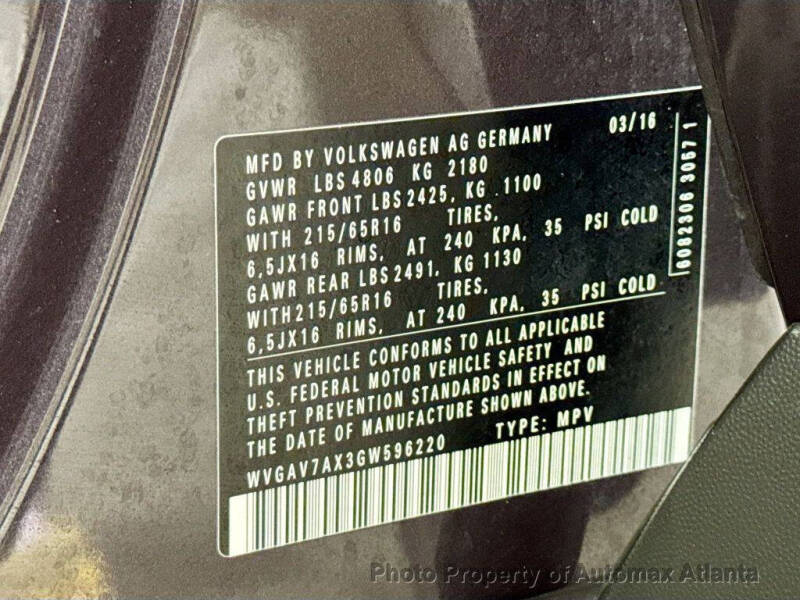 MFD BY VOLKSWAGEN AG GERMANY 03/16
GVWR LBS 4806 KG 2180
GAWR FRONT LBS 2425, KG .1100
WITH 215/65R16 TIRES,
6,5JX16 RIMS, AT 240 KPA, 35 PSI COLD
GAWR REAR LBS 2491, KG 1130
WITH 215/65R16 TIRES,
6,5JX16 RIMS, AT 240 KPA, 35 PSI COLD
THIS VEHICLE CONFORMS TO ALL APPLICABLE
U.S. FEDERAL MOTOR VEHICLE SAFETY AND
THEFT PREVENTION STANDARDS IN EFFECT ON
THE DATE OF MANUFACTURE SHOWN ABOVE.
WVGAV7AX3GW596220 TYPE: MPV
6082306 3057 1
Photo Property of Automax Atlanta